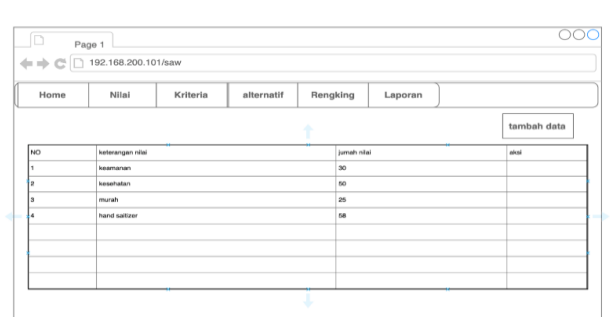 Page 1
192.168.200.101/saw
Home Nilai Kriteria alternatif Rengking Laporan
tambah data
NO keterangan nilai jumah nilai aksi
1 keamanan 30
2 kesehatan 50
3 murah 25
4 hand saitizer 58